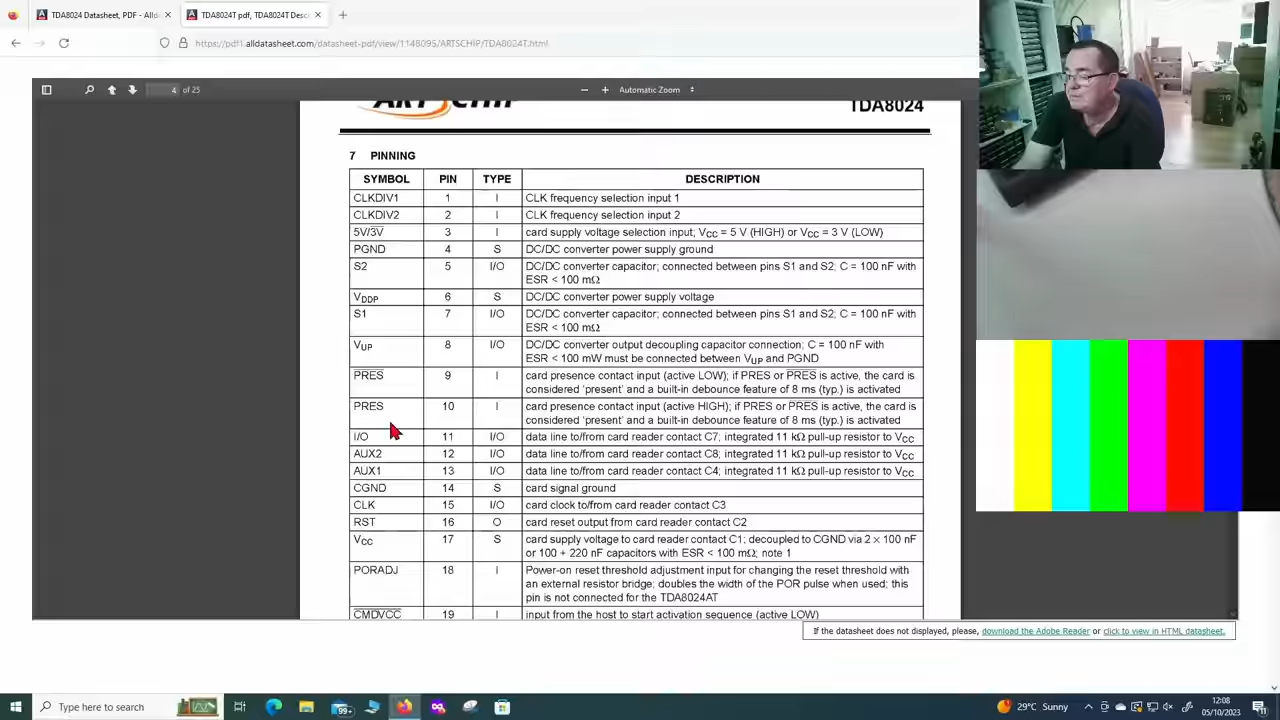 TDA8024 Datasheet, PDF - Alld
TDA8024T pdf, TDA8024T Desc
https://pdf1.alldatasheet.com/datasheet-pdf/view/1148095/ARTSCHIP/TDA8024T.html
4 of 25
Automatic Zoom
TDA8024
7 PINNING
SYMBOL PIN TYPE DESCRIPTION
CLKDIV1 1 I CLK frequency selection input 1
CLKDIV2 2 I CLK frequency selection input 2
5V/3V 3 I card supply voltage selection input; VCC = 5 V (HIGH) or VCC = 3 V (LOW)
PGND 4 S DC/DC converter power supply ground
S2 5 I/O DC/DC converter capacitor; connected between pins S1 and S2; C = 100 nF with
ESR < 100 mΩ
VDDP 6 S DC/DC converter power supply voltage
S1 7 I/O DC/DC converter capacitor; connected between pins S1 and S2; C = 100 nF with
ESR < 100 mΩ
VUP 8 I/O DC/DC converter output decoupling capacitor connection; C = 100 nF with
ESR < 100 mW must be connected between VUP and PGND
PRES 9 I card presence contact input (active LOW); if PRES or PRES is active, the card is
considered 'present' and a built-in debounce feature of 8 ms (typ.) is activated
PRES 10 I card presence contact input (active HIGH); if PRES or PRES is active, the card is
considered 'present' and a built-in debounce feature of 8 ms (typ.) is activated
I/O 11 I/O data line to/from card reader contact C7; integrated 11 kΩ pull-up resistor to VCC
AUX2 12 I/O data line to/from card reader contact C8; integrated 11 kΩ pull-up resistor to VCC
AUX1 13 I/O data line to/from card reader contact C4; integrated 11 kΩ pull-up resistor to VCC
CGND 14 S card signal ground
CLK 15 I/O card clock to/from card reader contact C3
RST 16 O card reset output from card reader contact C2
VCC 17 S card supply voltage to card reader contact C1; decoupled to CGND via 2 × 100 nF
or 100 + 220 nF capacitors with ESR < 100 mΩ; note 1
PORADJ 18 I Power-on reset threshold adjustment input for changing the reset threshold with
an external resistor bridge; doubles the width of the POR pulse when used; this
pin is not connected for the TDA8024AT
CMDVCC 19 I input from the host to start activation sequence (active LOW)
If the datasheet does not displayed, please, download the Adobe Reader or click to view in HTML datasheet.
Type here to search
99+
29°C Sunny
12:08
05/10/2023
11